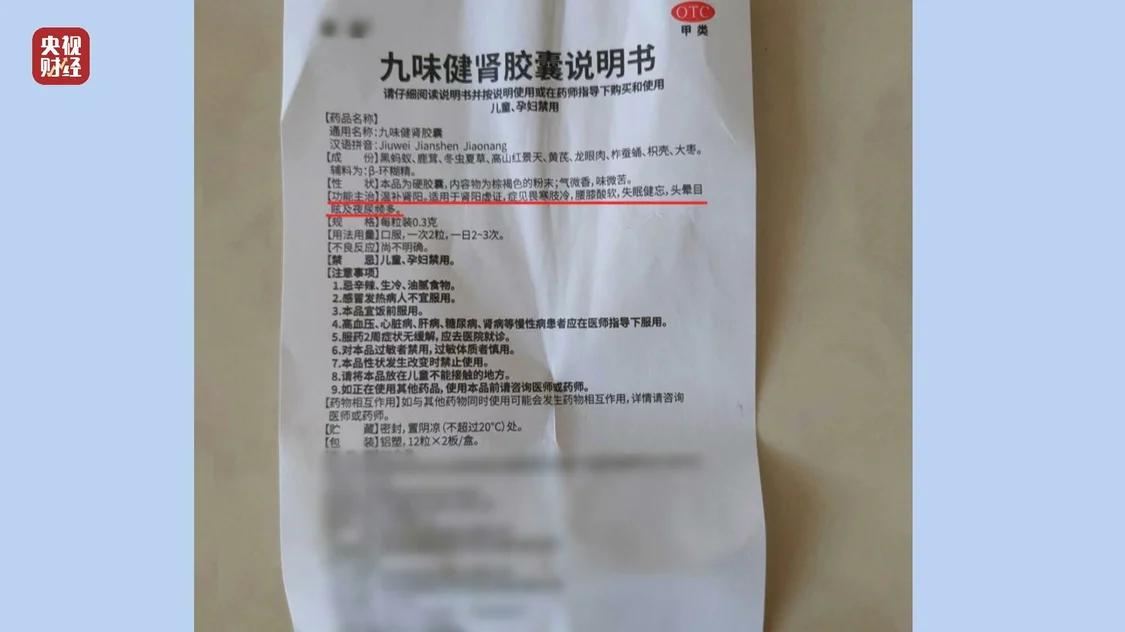 央视
财经
OTC
甲类
九味健肾胶囊说明书
请仔细阅读说明书并按说明使用或在药师指导下购买和使用
儿童、孕妇禁用
【药品名称】
通用名称:九味健肾胶囊
汉语拼音:Jiuwei Jianshen Jiaonang
【成 份】黑蚂蚁、鹿茸、冬虫夏草、高山红景天、黄芪、龙眼肉、柞蚕蛹、枳壳、大枣。
辅料为:β-环糊精。
【性 状】本品为硬胶囊,内容物为棕褐色的粉末;气微香,味微苦。
【功能主治】温补肾阳。适用于肾阳虚证,症见畏寒肢冷,腰膝酸软,失眠健忘,头晕目
眩及夜尿频多。
【规 格】每粒装0.3克
【用法用量】口服,一次2粒,一日2~3次。
【不良反应】尚不明确。
【禁 忌】儿童、孕妇禁用。
【注意事项】
1.忌辛辣、生冷、油腻食物。
2.感冒发热病人不宜服用。
3.本品宜饭前服用。
4.高血压、心脏病、肝病、糖尿病、肾病等慢性病患者应在医师指导下服用。
5.服药2周症状无缓解,应去医院就诊。
6.对本品过敏者禁用,过敏体质者慎用。
7.本品性状发生改变时禁止使用。
8.请将本品放在儿童不能接触的地方。
9.如正在使用其他药品,使用本品前请咨询医师或药师。
【药物相互作用】如与其他药物同时使用可能会发生药物相互作用,详情请咨询
医师或药师。
【贮 藏】密封,置阴凉(不超过20℃)处。
【包 装】铝塑,12粒×2板/盒。